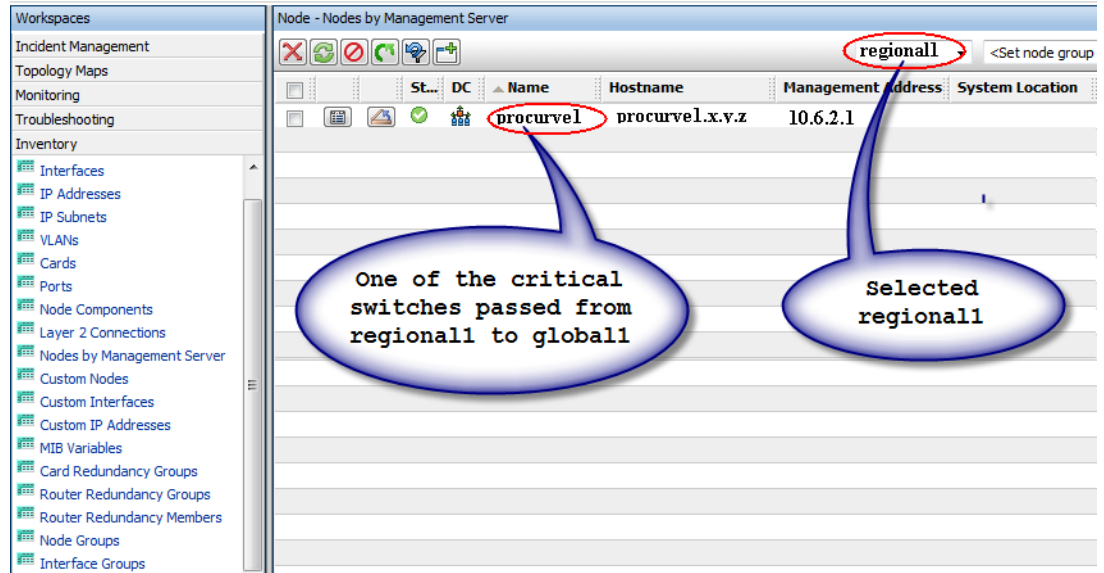 Workspaces
Incident Management
Topology Maps
Monitoring
Troubleshooting
Inventory
Interfaces
IP Addresses
IP Subnets
VLANs
Cards
Ports
Node Components
Layer 2 Connections
Nodes by Management Server
Custom Nodes
Custom Interfaces
Custom IP Addresses
MIB Variables
Card Redundancy Groups
Router Redundancy Groups
Router Redundancy Members
Node Groups
Interface Groups
Node - Nodes by Management Server
regional1 <Set node group
St... DC Name Hostname Management Address System Location
procurve1 procurve1.x.y.z 10.6.2.1
One of the critical
switches passed from
regional1 to global1
Selected
regional1